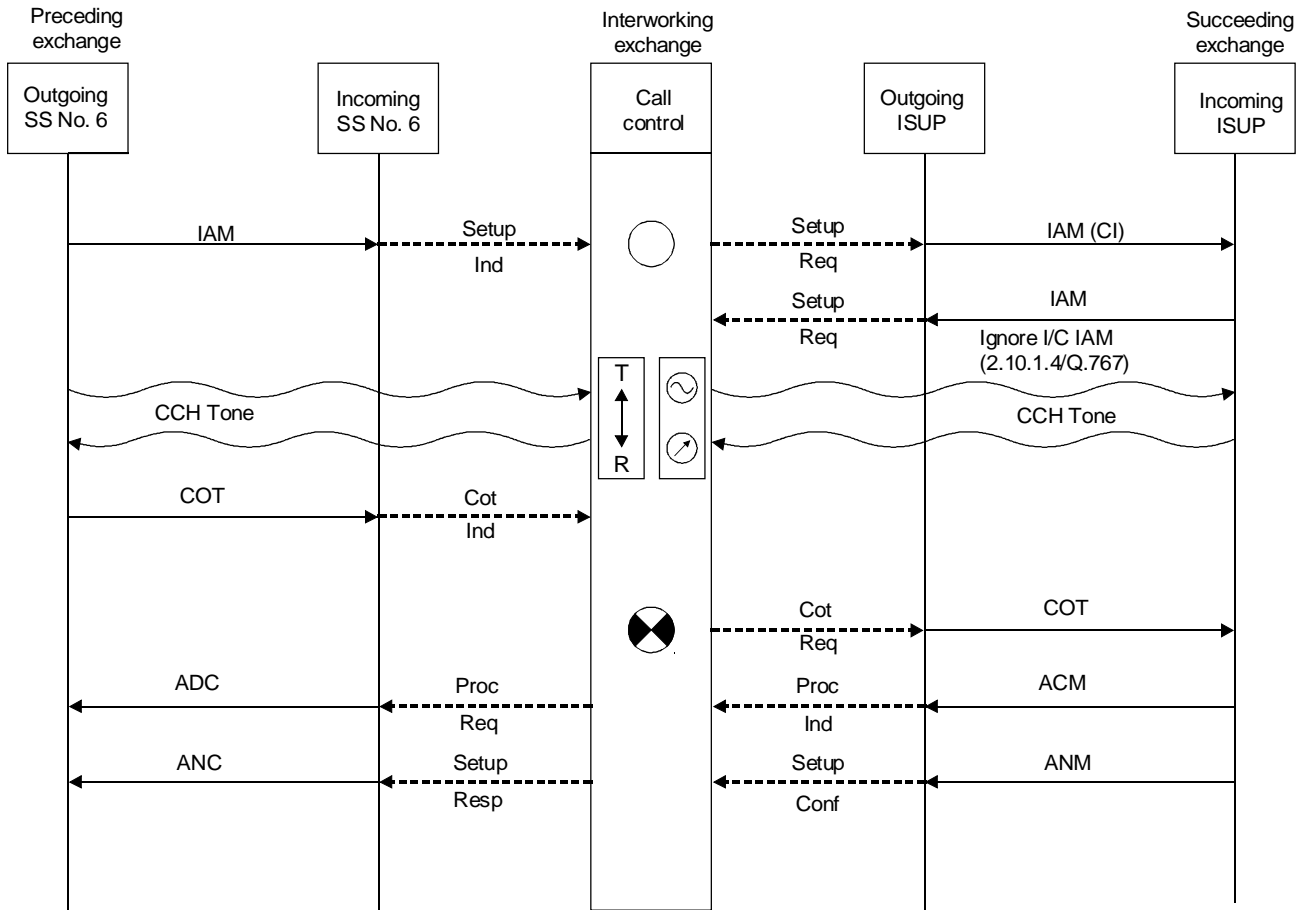 Preceding
exchange
Interworking
exchange
Succeeding
exchange
Outgoing
SS No. 6
Incoming
SS No. 6
Call
control
Outgoing
ISUP
Incoming
ISUP
IAM
Setup
Ind
Setup
Req
IAM (CI)
Setup
Req
IAM
Ignore I/C IAM
(2.10.1.4/Q.767)
T
R
CCH Tone
CCH Tone
COT
Cot
Ind
Cot
Req
COT
ADC
Proc
Req
Proc
Ind
ACM
ANC
Setup
Resp
Setup
Conf
ANM